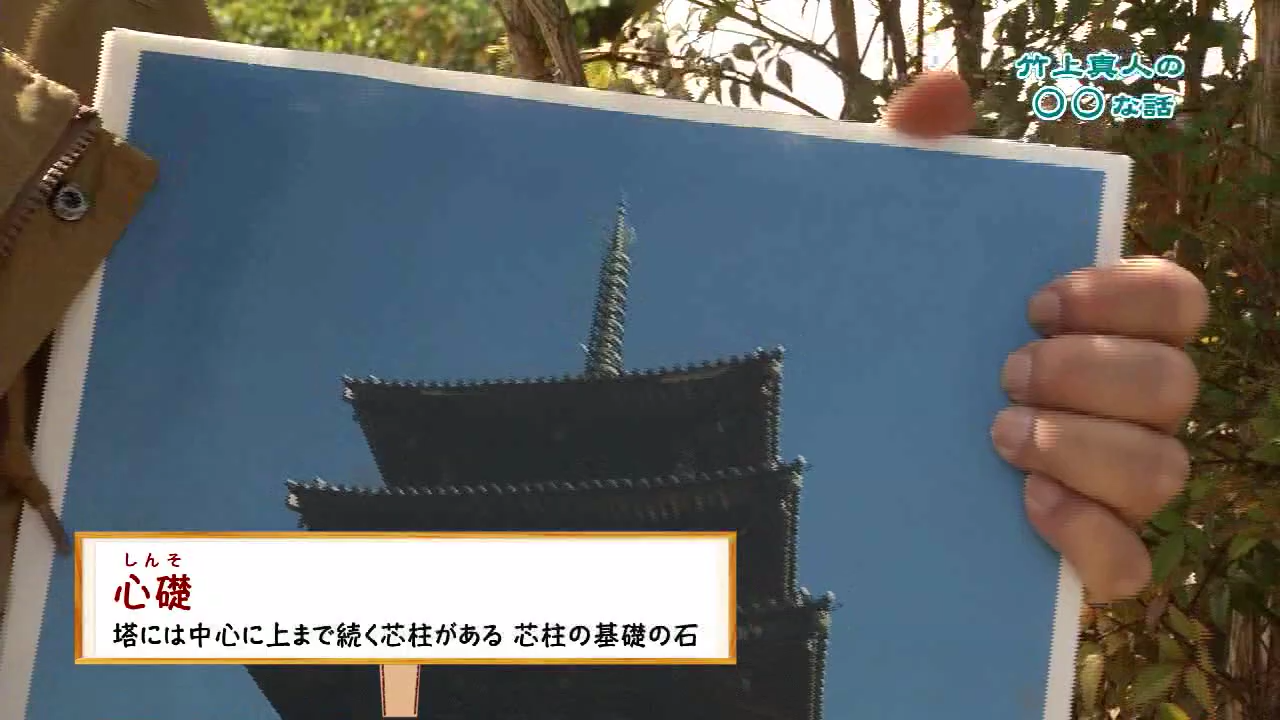 竹上真人の
〇〇な話
しんそ
心礎
塔には中心に上まで続く芯柱がある 芯柱の基礎の石